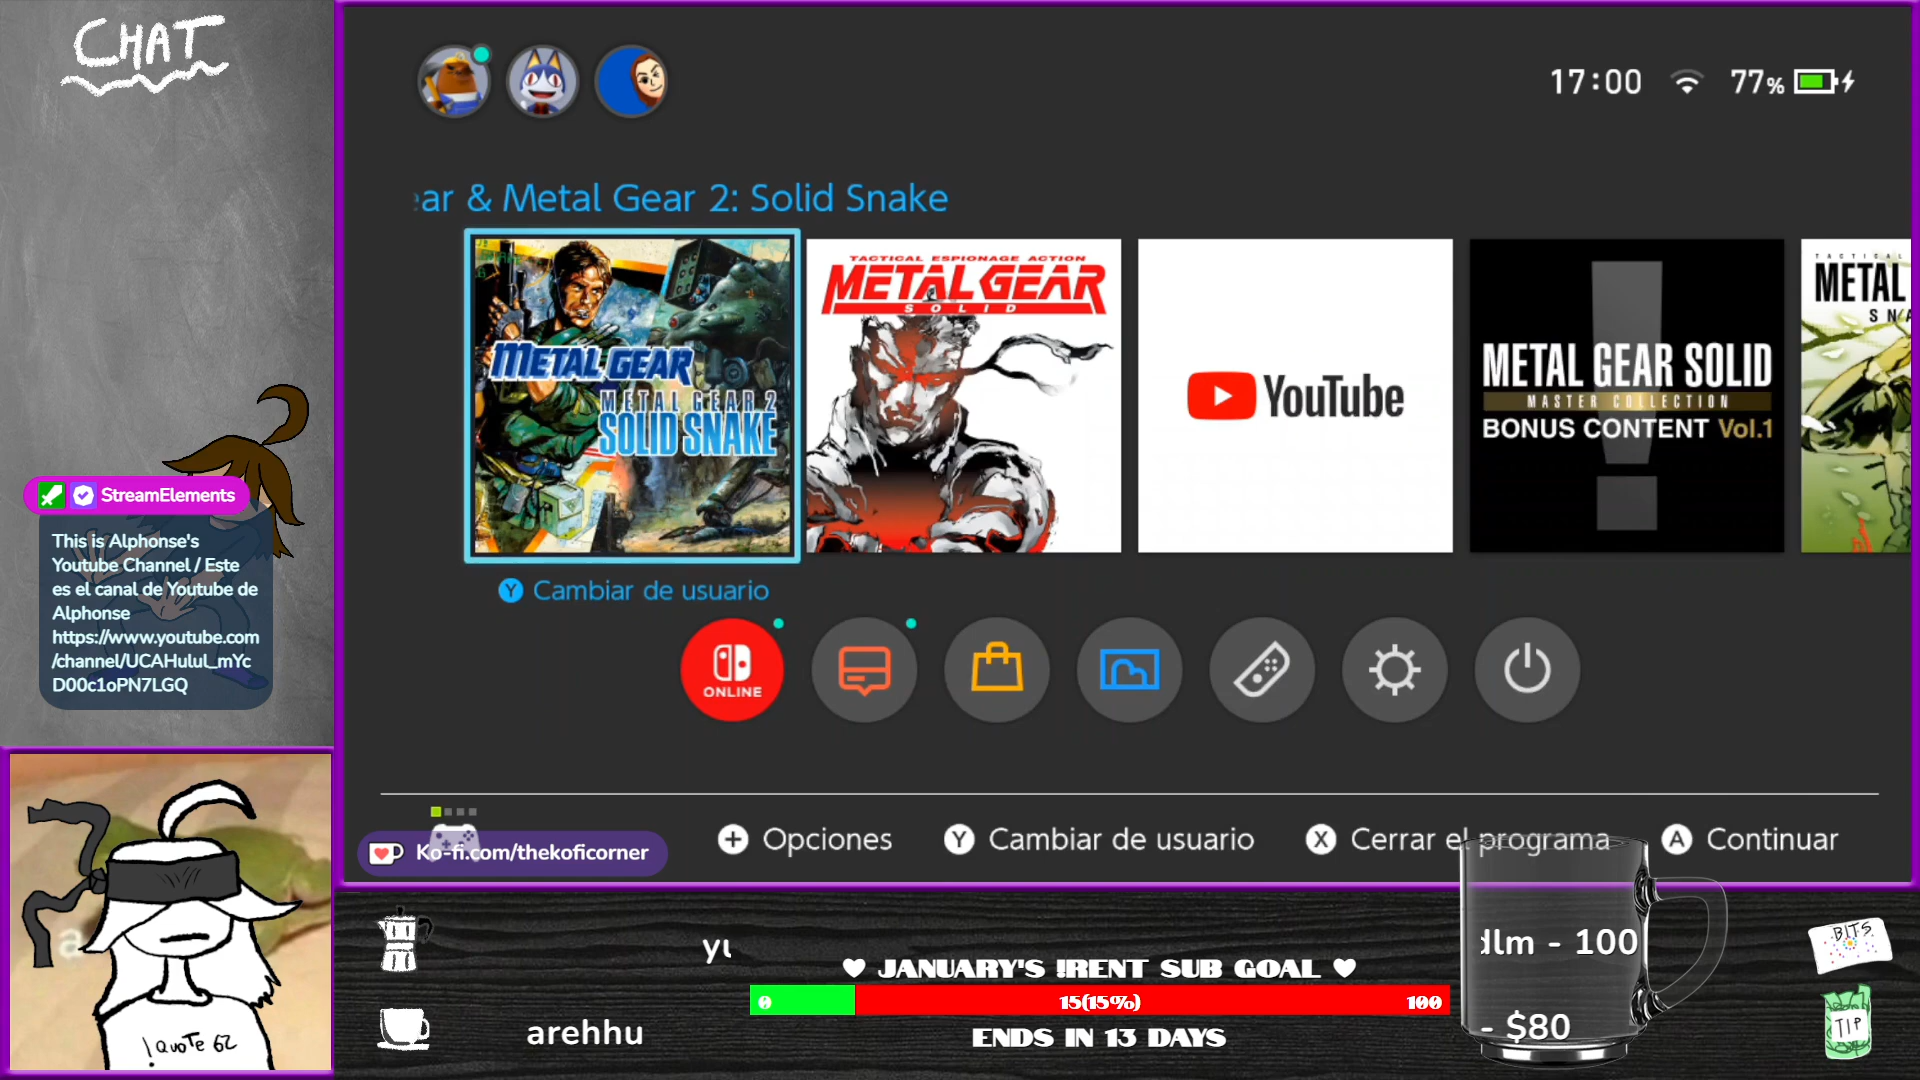 CHAT
17:00
77%
ear & Metal Gear 2: Solid Snake
METAL GEAR
METAL GEAR 2
SOLID SNAKE
TACTICAL ESPIONAGE ACTION
METAL GEAR
SOLID
YouTube
METAL GEAR SOLID
MASTER COLLECTION
BONUS CONTENT Vol.1
METAL
Y Cambiar de usuario
ONLINE
StreamElements
This is Alphonse's
Youtube Channel / Este
es el canal de Youtube de
Alphonse
https://www.youtube.com
/channel/UCAHuluI_mYc
D00c1oPN7LGQ
+ Opciones
Y Cambiar de usuario
X Cerrar el programa
A Continuar
Ko-fi.com/thekoficorner
!QUOTE 62
arehhu
JANUARY'S !RENT SUB GOAL
0
15(15%)
100
ENDS IN 13 DAYS
dlm - 100
- $80
BITS
TIP